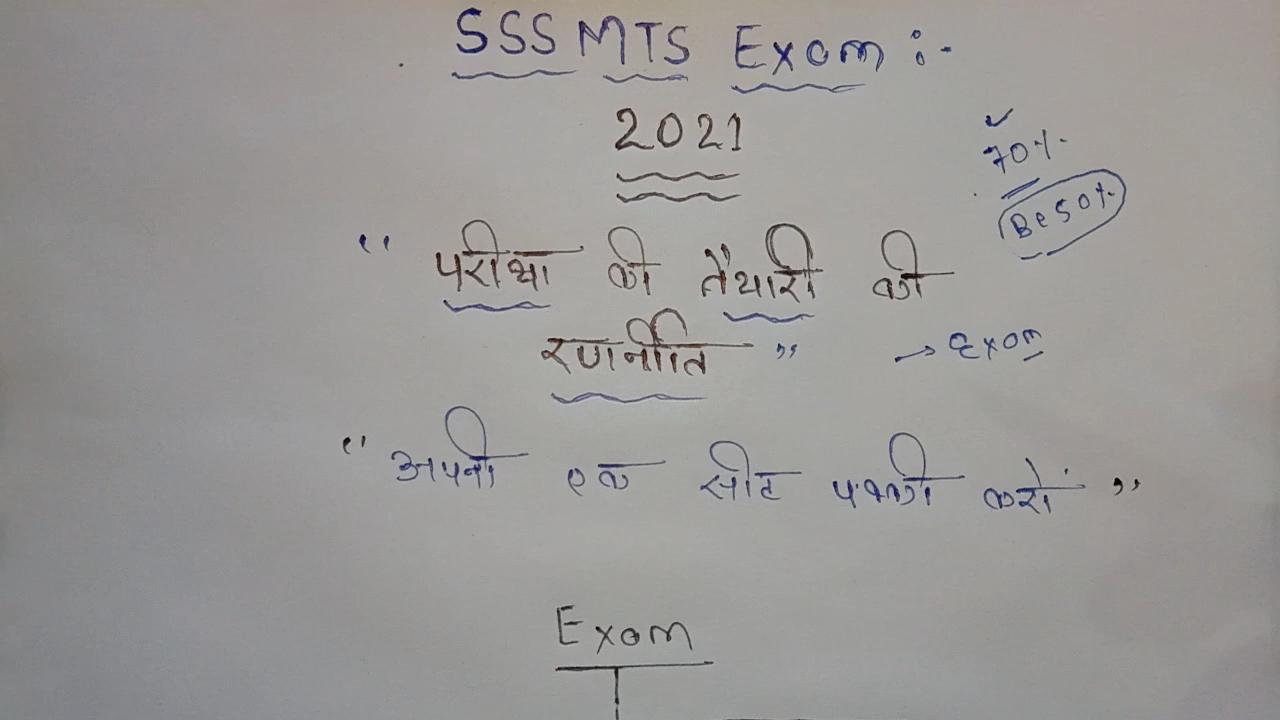 SSS MTS Exam :-
2021
70%
Be 50%
“ परीक्षा की तैयारी की
रणनीति ”
→ Exam
“ अपनी एक सीट पक्की करों ”
Exam